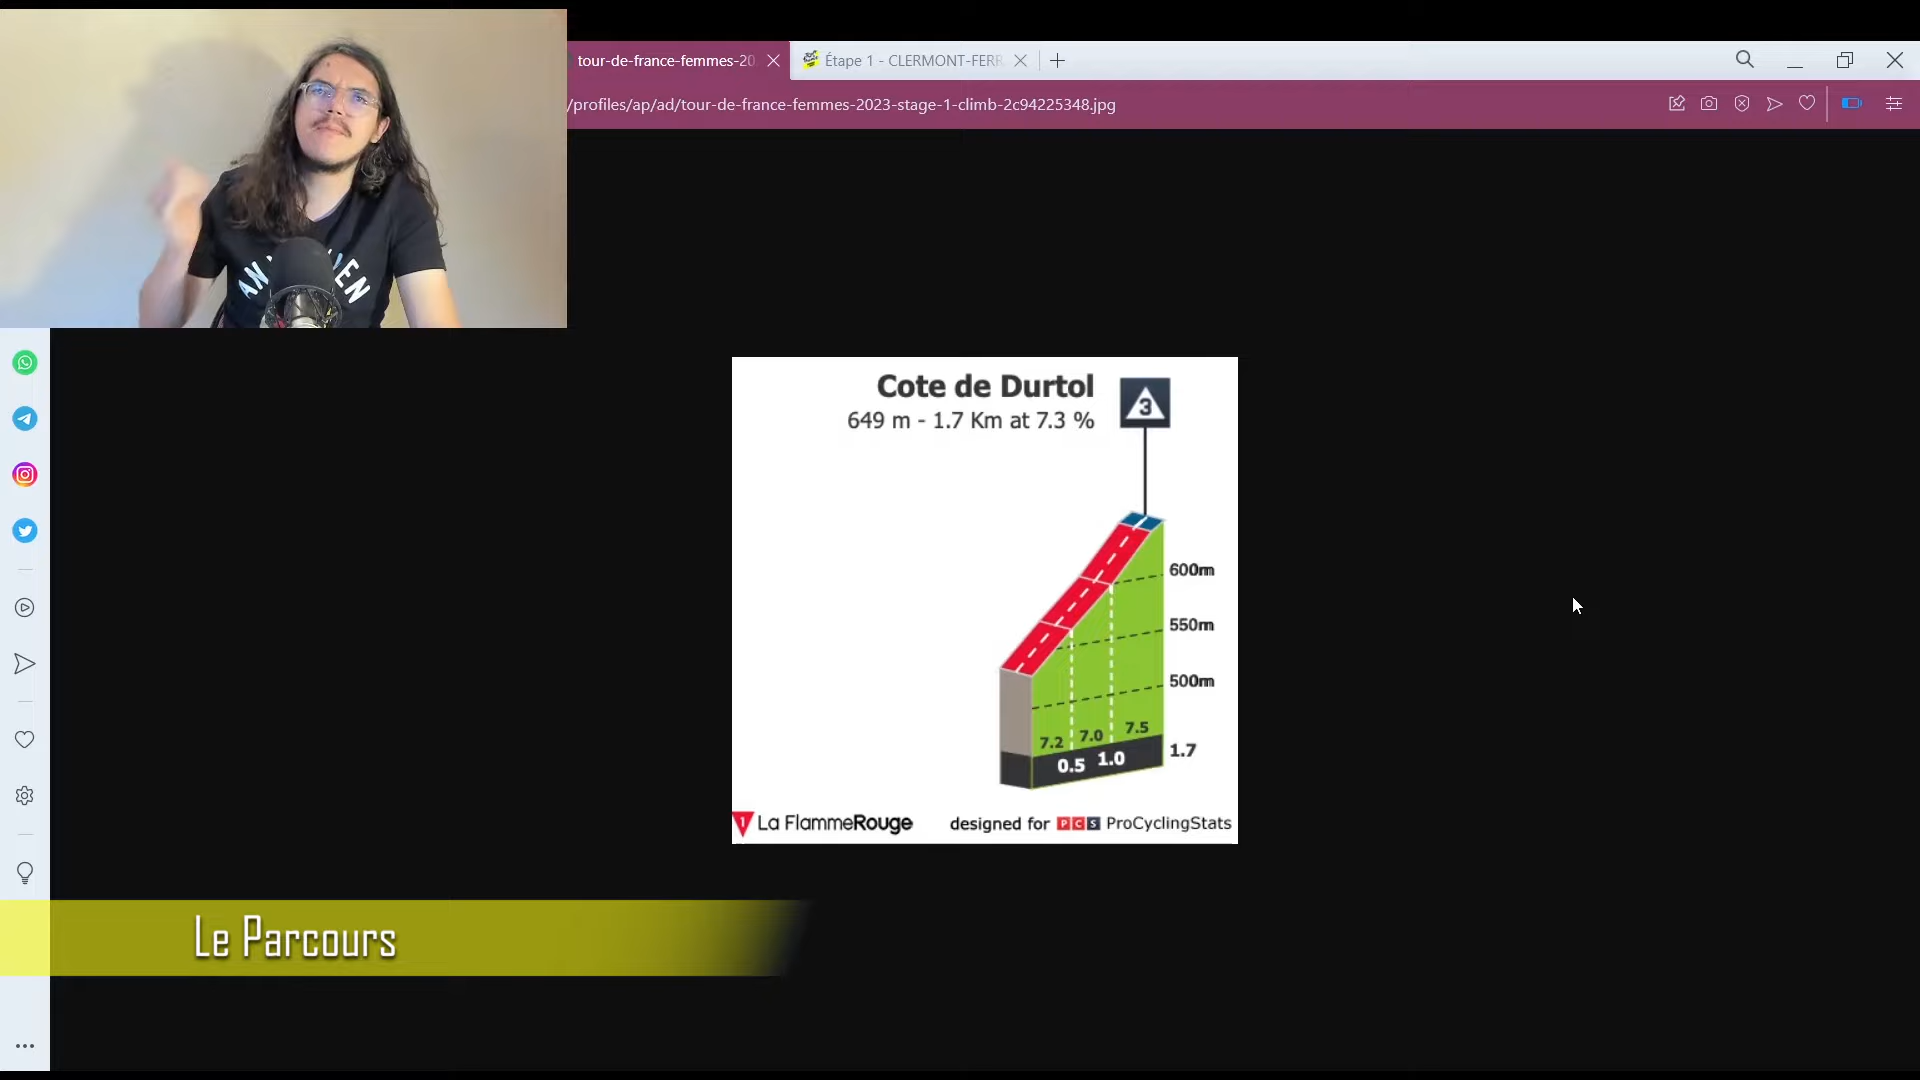 tour-de-france-femmes-20
Étape 1 - CLERMONT-FERR
/profiles/ap/ad/tour-de-france-femmes-2023-stage-1-climb-2c94225348.jpg
Cote de Durtol
649 m - 1.7 Km at 7.3 %
3
600m
550m
500m
7.2 7.0 7.5
0.5 1.0 1.7
1 La FlammeRouge designed for PCS ProCyclingStats
Le Parcours